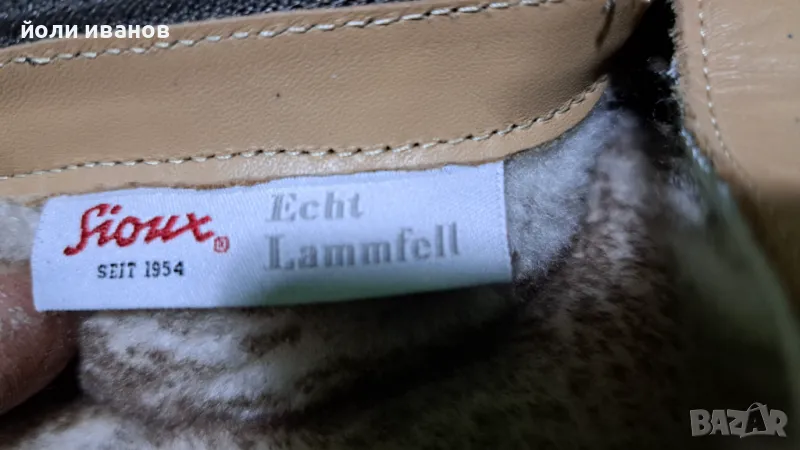 йоли иванов
Sioux®
SEIT 1954
Echt
Lammfell
BAZAR